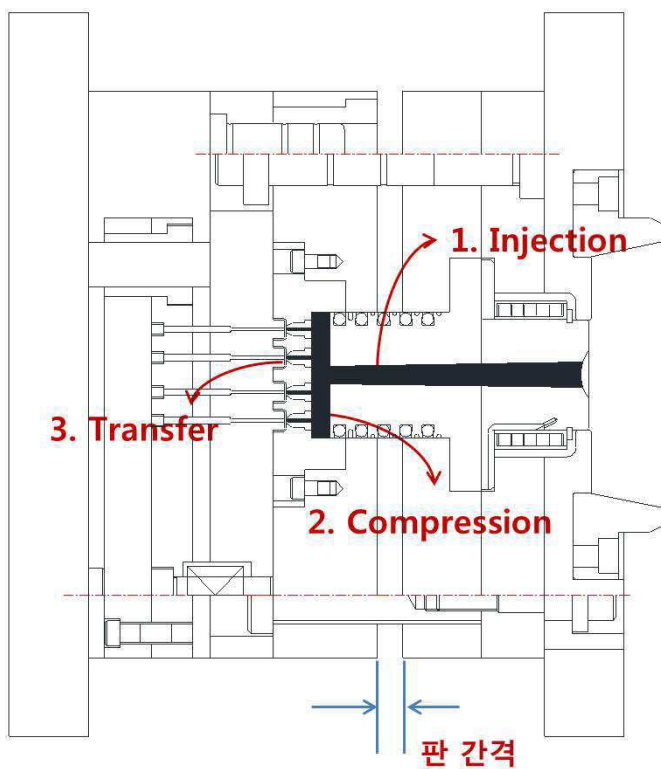 1. Injection
3. Transfer
2. Compression
판 간격